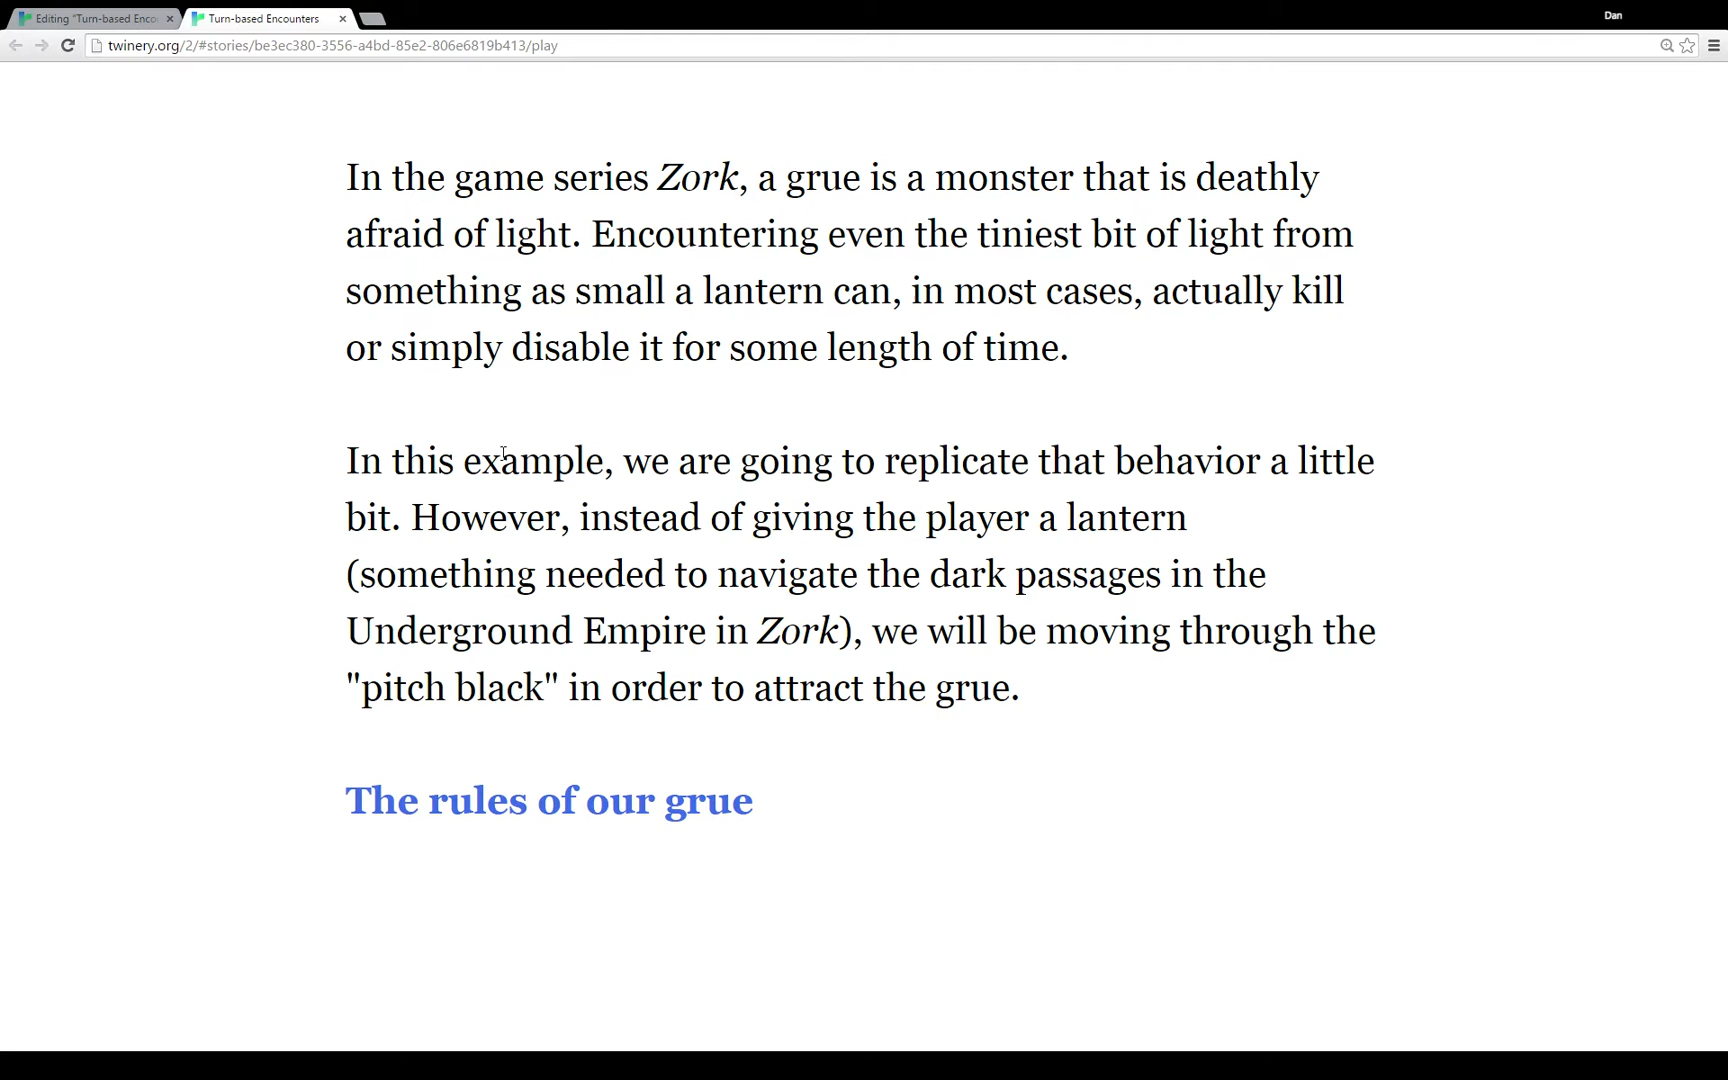 Editing "Turn-based Enco
Turn-based Encounters
Dan
twinery.org/2/#stories/be3ec380-3556-a4bd-85e2-806e6819b413/play
In the game series Zork, a grue is a monster that is deathly
afraid of light. Encountering even the tiniest bit of light from
something as small a lantern can, in most cases, actually kill
or simply disable it for some length of time.
In this example, we are going to replicate that behavior a little
bit. However, instead of giving the player a lantern
(something needed to navigate the dark passages in the
Underground Empire in Zork), we will be moving through the
"pitch black" in order to attract the grue.
The rules of our grue